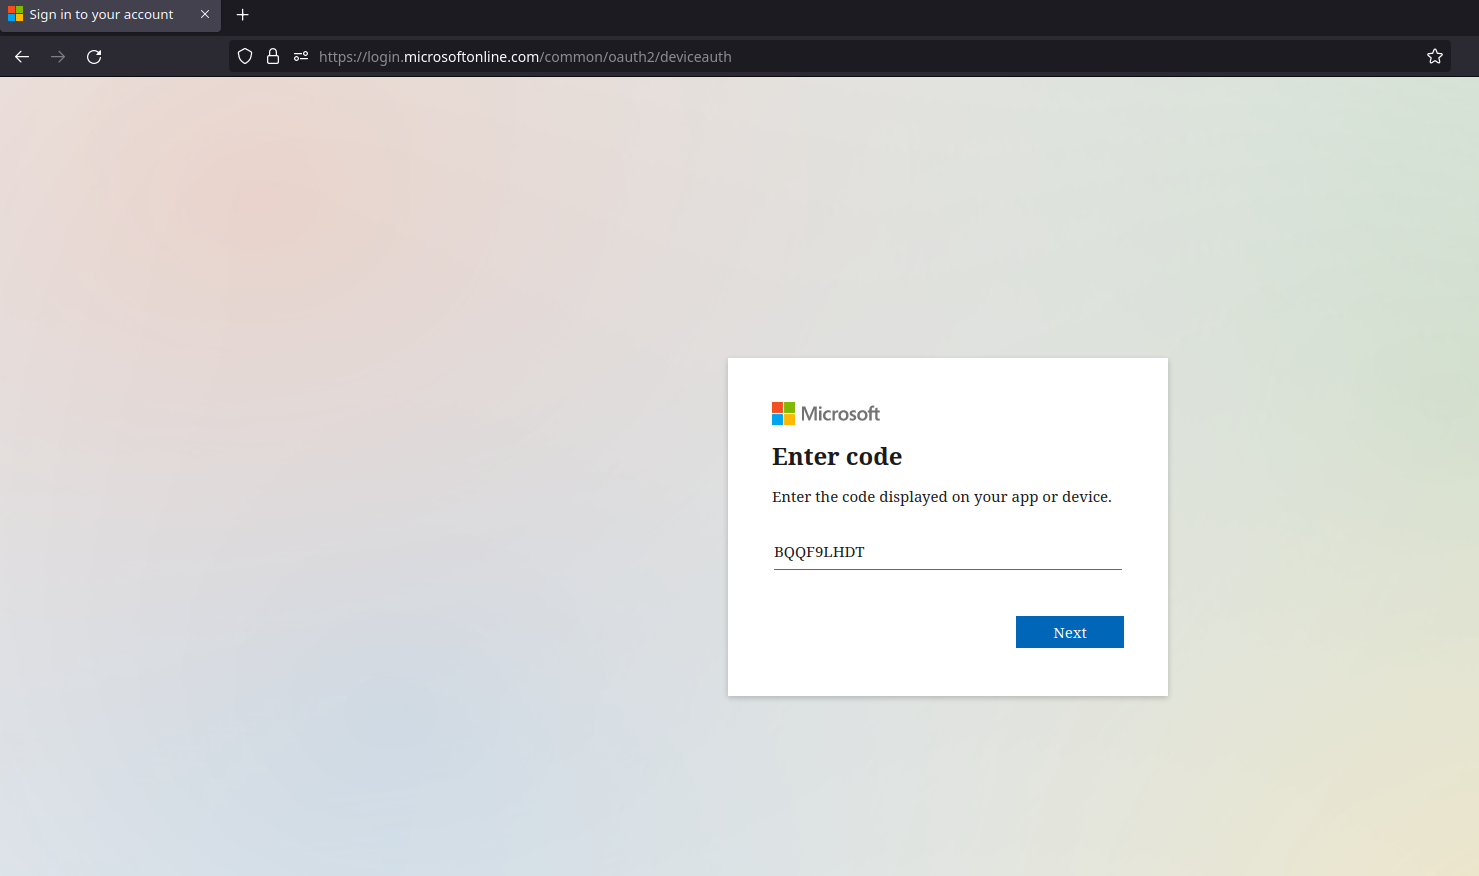 Sign in to your account
https://login.microsoftonline.com/common/oauth2/deviceauth
Microsoft
Enter code
Enter the code displayed on your app or device.
BQQF9LHDT
Next